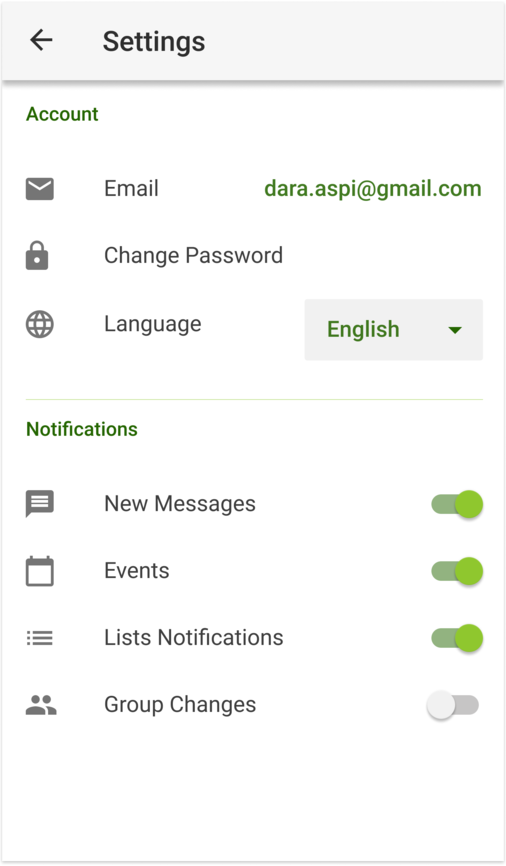 Settings
Account
Email dara.aspi@gmail.com
Change Password
Language English
Notifications
New Messages
Events
Lists Notifications
Group Changes